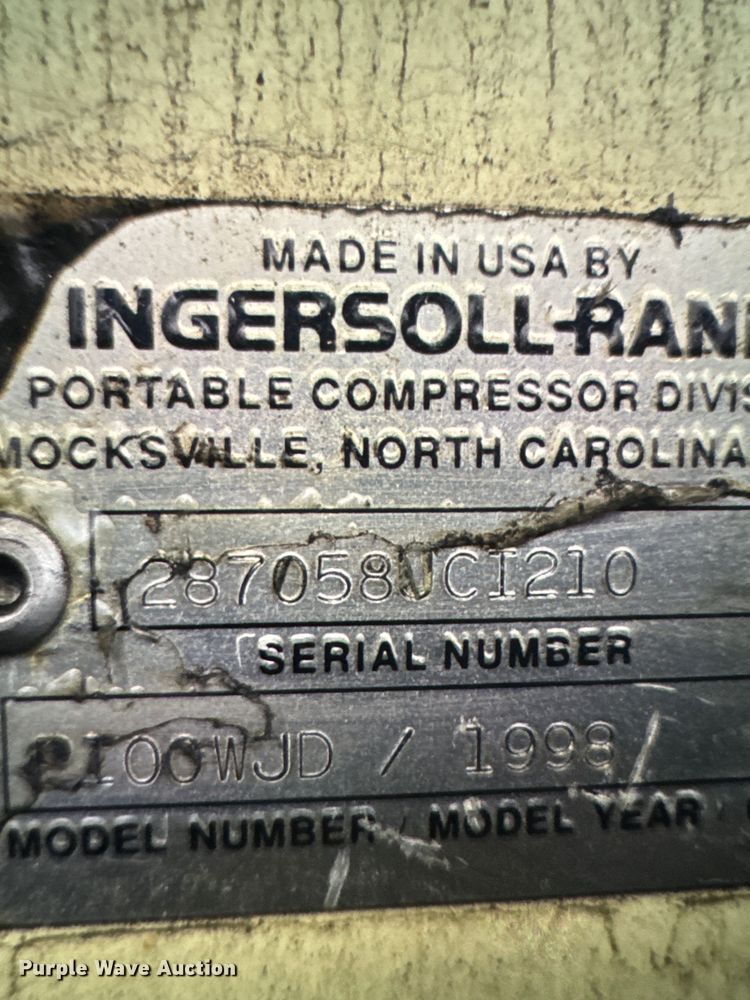 MADE IN USA BY
INGERSOLL-RAN
PORTABLE COMPRESSOR DIVIS
MOCKSVILLE, NORTH CAROLINA
287058UCI210
SERIAL NUMBER
/ 1998
MODEL NUMBER / MODEL YEAR /
Purple Wave Auction